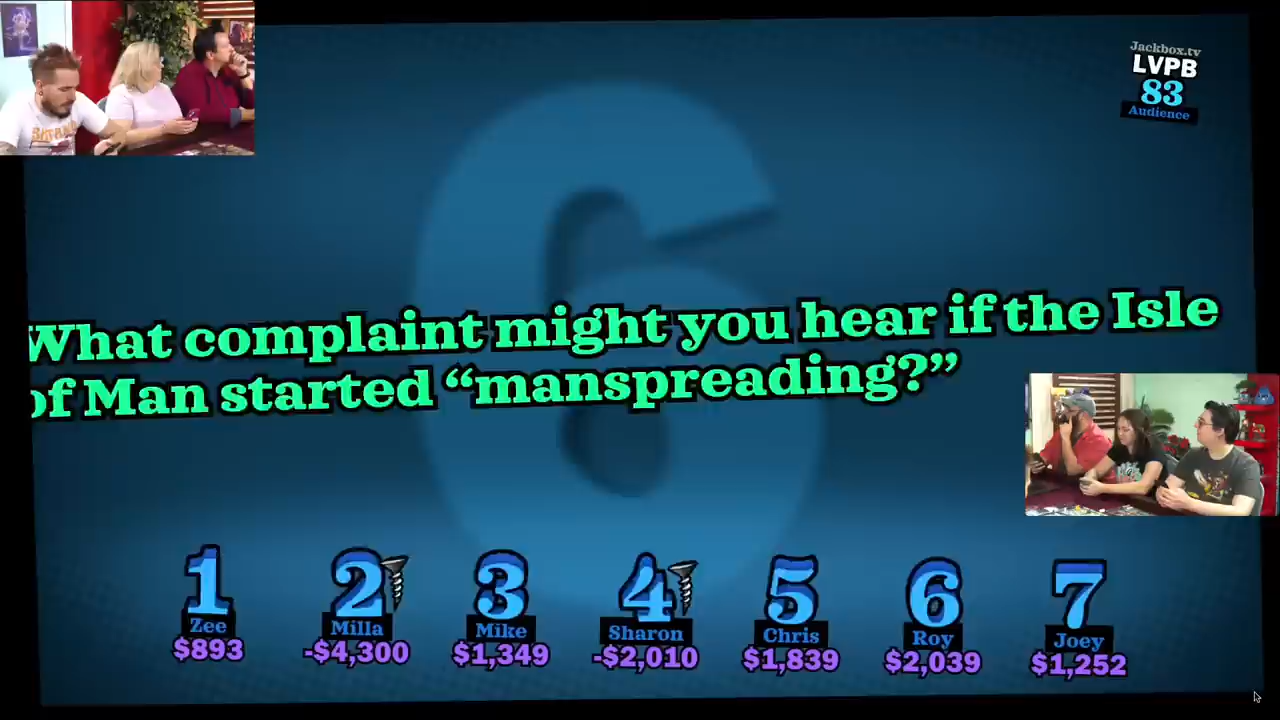 Jackbox.tv
LVPB
83
Audience
6
What complaint might you hear if the Isle
of Man started “manspreading?”
1 2 3 4 5 6 7
Zee Milla Mike Sharon Chris Roy Joey
$893 -$4,300 $1,349 -$2,010 $1,839 $2,039 $1,252